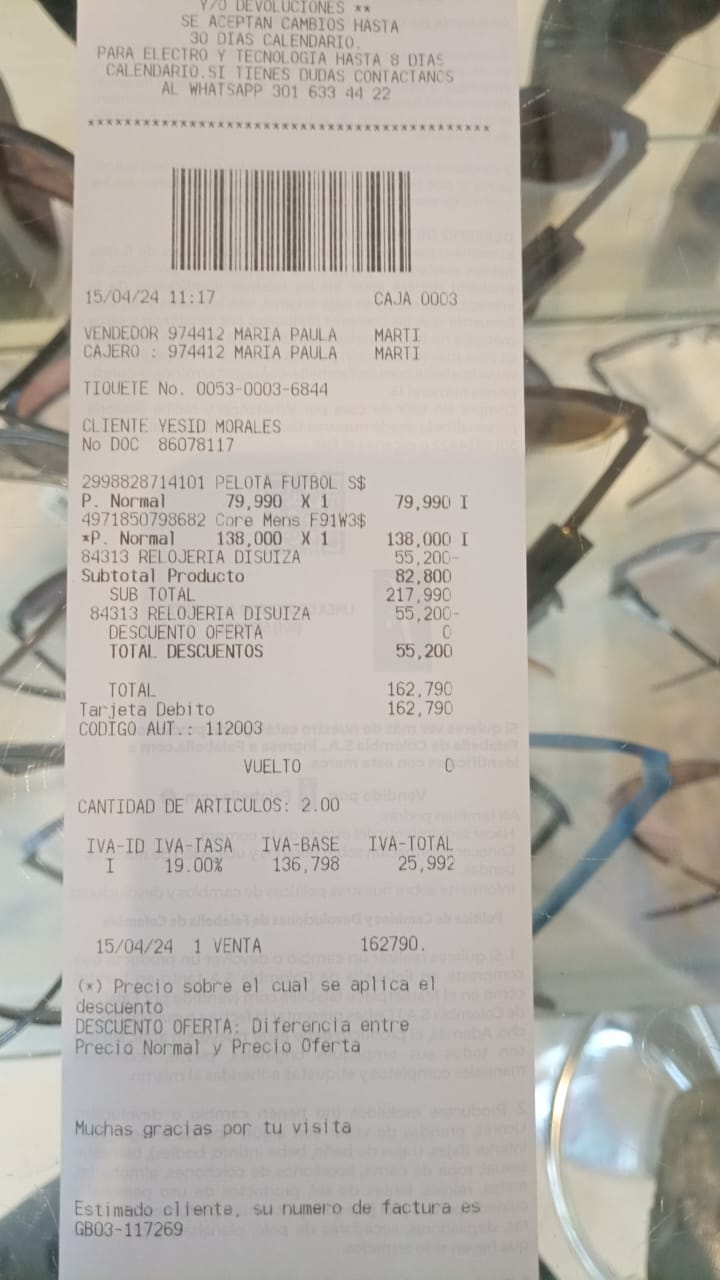 Y/O DEVOLUCIONES **
SE ACEPTAN CAMBIOS HASTA
30 DIAS CALENDARIO.
PARA ELECTRO Y TECNOLOGIA HASTA 8 DIAS
CALENDARIO.SI TIENES DUDAS CONTACTANOS
AL WHATSAPP 301 633 44 22
********************************************
15/04/24 11:17 CAJA 0003
VENDEDOR 974412 MARIA PAULA MARTI
CAJERO : 974412 MARIA PAULA MARTI
TIQUETE No. 0053-0003-6844
CLIENTE YESID MORALES
No DOC 86078117
2998828714101 PELOTA FUTBOL S$
P. Normal 79,990 X 1 79,990 I
4971850798682 Core Mens F91W3$
*P. Normal 138,000 X 1 138,000 I
84313 RELOJERIA DISUIZA 55,200-
Subtotal Producto 82,800
SUB TOTAL 217,990
84313 RELOJERIA DISUIZA 55,200-
DESCUENTO OFERTA 0
TOTAL DESCUENTOS 55,200
TOTAL 162,790
Tarjeta Debito 162,790
CODIGO AUT.: 112003
VUELTO 0
CANTIDAD DE ARTICULOS: 2.00
IVA-ID IVA-TASA IVA-BASE IVA-TOTAL
I 19.00% 136,798 25,992
15/04/24 1 VENTA 162790.
(*) Precio sobre el cual se aplica el
descuento
DESCUENTO OFERTA: Diferencia entre
Precio Normal y Precio Oferta
Muchas gracias por tu visita
Estimado cliente, su numero de factura es
GB03-117269